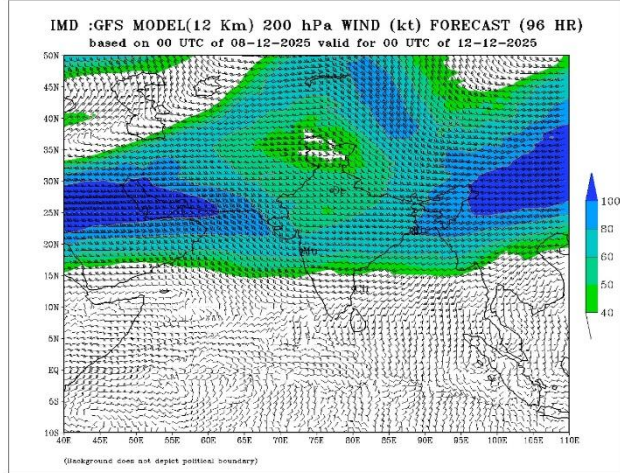 IMD :GFS MODEL(12 Km) 200 hPa WIND (kt) FORECAST (96 HR)
based on 00 UTC of 08-12-2025 valid for 00 UTC of 12-12-2025
50N
45N
40N
35N
30N
25N
20N
15N
10N
5N
EQ
5S
10S
40E 45E 50E 55E 60E 65E 70E 75E 80E 85E 90E 95E 100E 105E 110E
100
80
60
40
(Background does not depict political boundary)